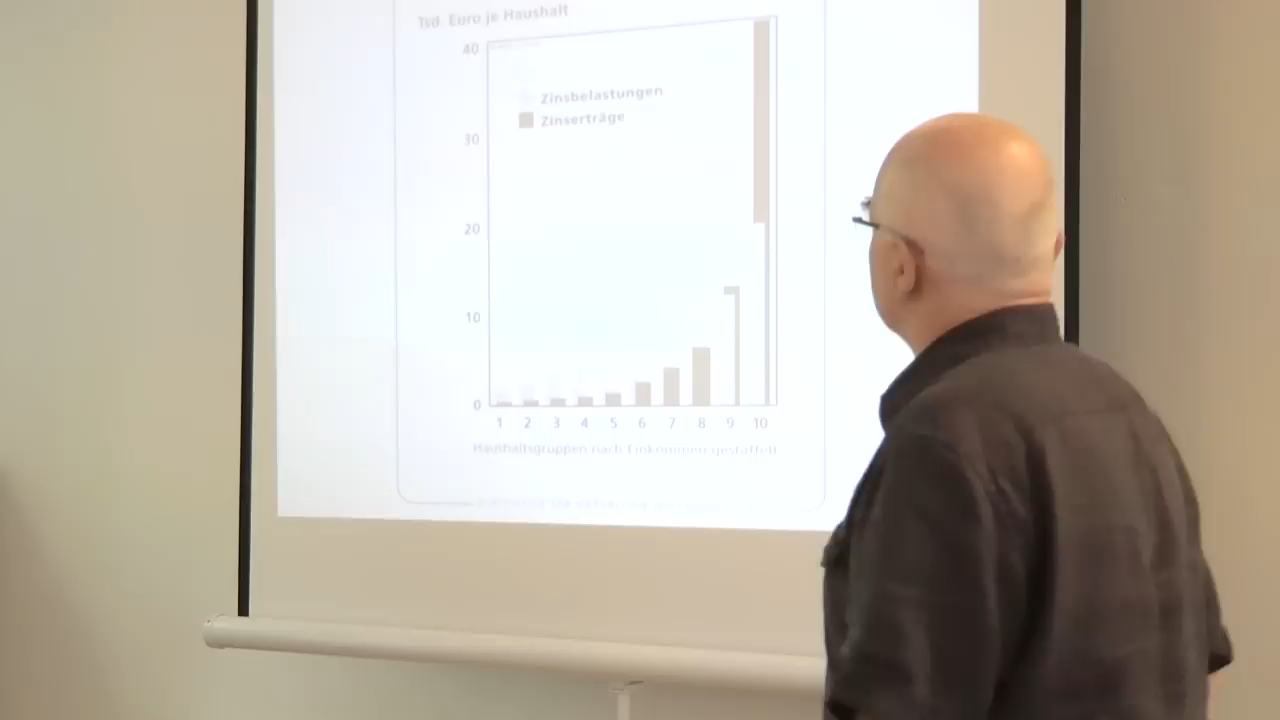 Tsd. Euro je Haushalt
40
Zinsbelastungen
Zinserträge
30
20
10
0
1 2 3 4 5 6 7 8 9 10
Haushaltsgruppen nach Einkommen gestaffelt